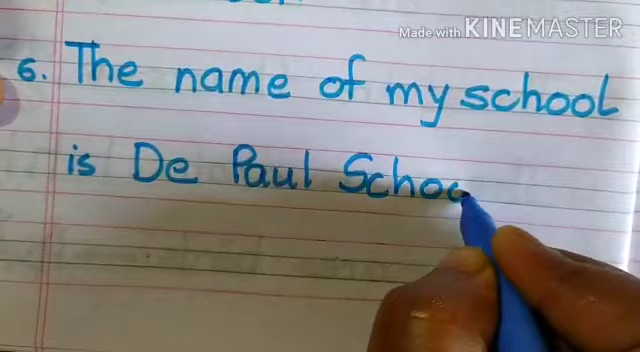 Made with KINEMASTER
6. The name of my school
is De Paul Schoo